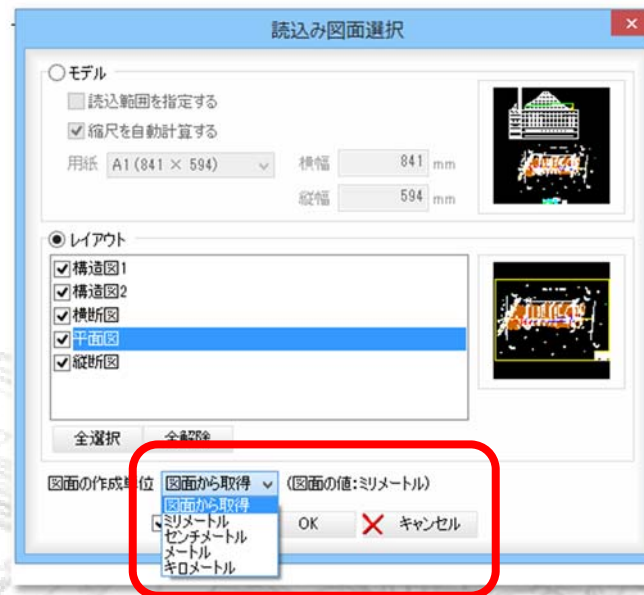 読込み図面選択
モデル
読込範囲を指定する
縮尺を自動計算する
用紙 A1 (841 × 594) 横幅 841 mm
縦幅 594 mm
レイアウト
構造図1
構造図2
横断図
平面図
縦断図
全選択 全解除
図面の作成単位 図面から取得 (図面の値:ミリメートル)
図面から取得
ミリメートル OK キャンセル
センチメートル
メートル
キロメートル